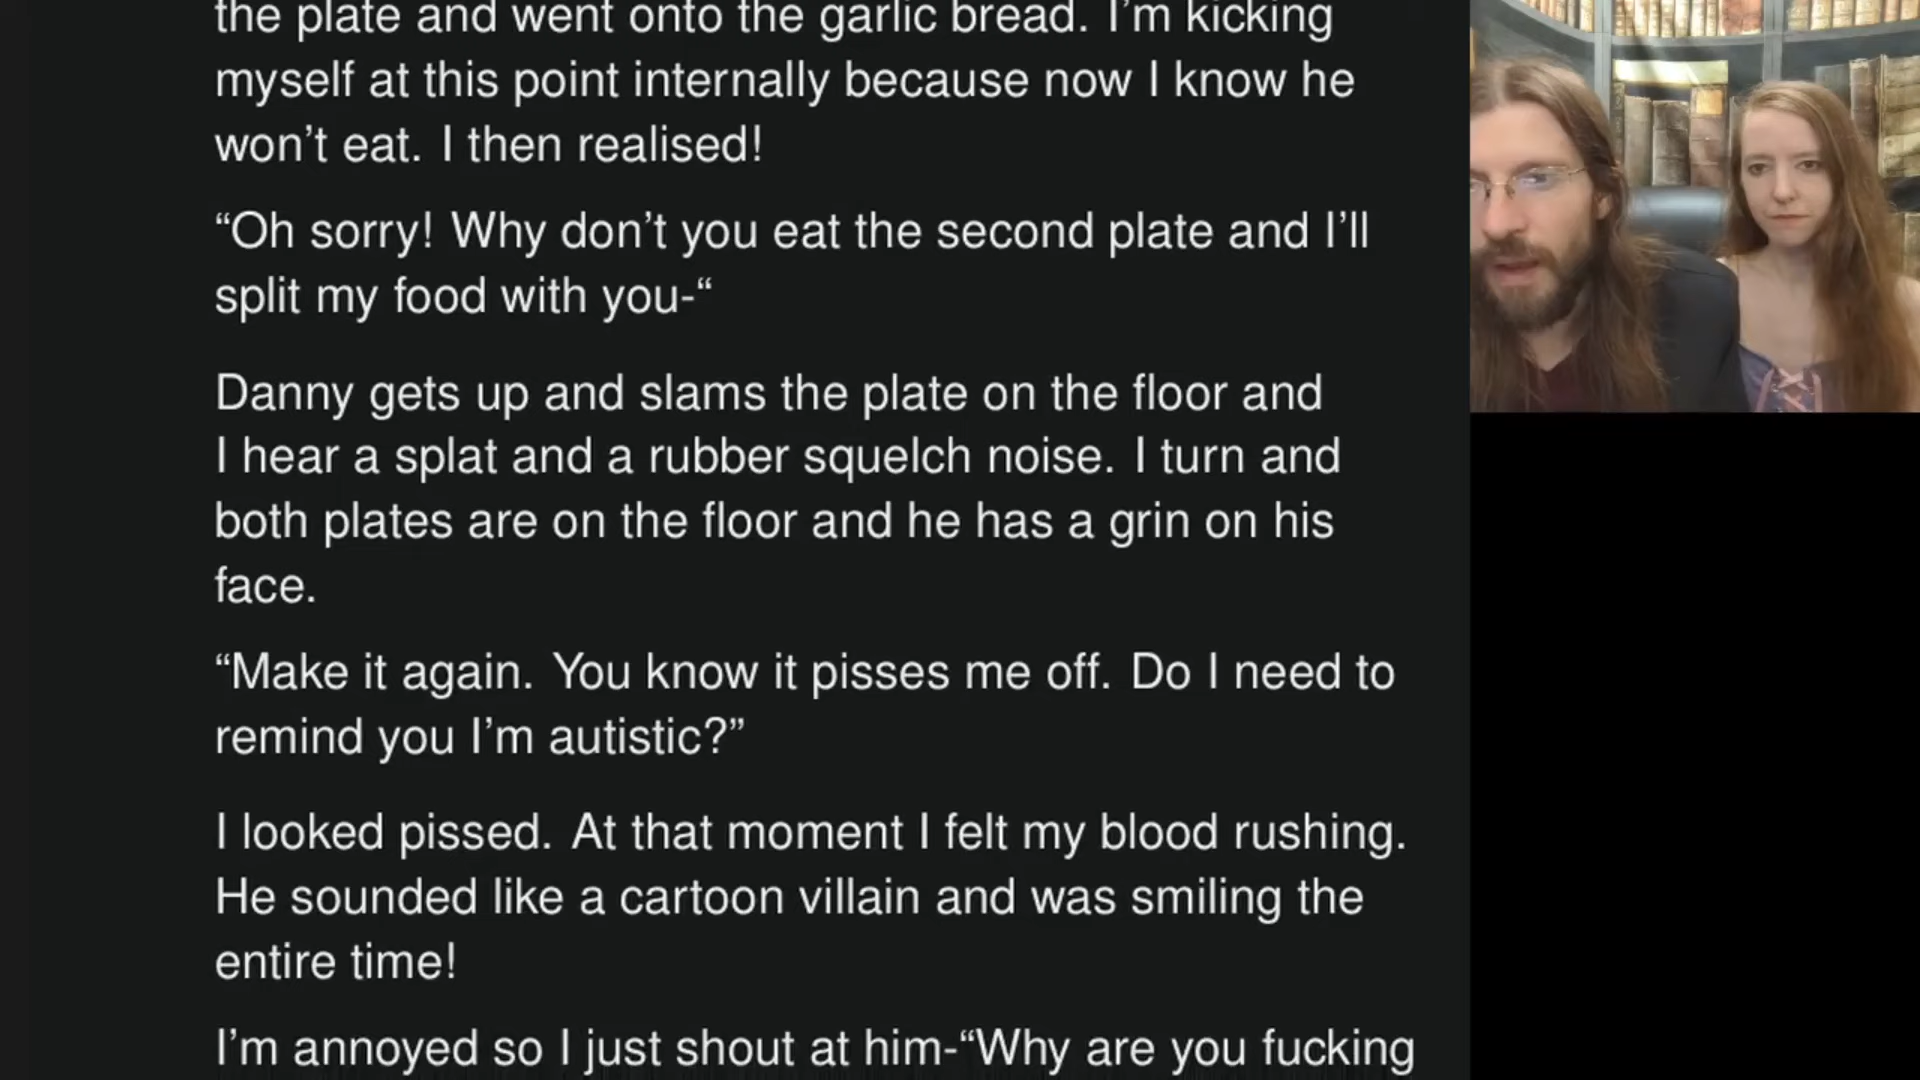 the plate and went onto the garlic bread. I'm kicking
myself at this point internally because now I know he
won’t eat. I then realised!
“Oh sorry! Why don’t you eat the second plate and I’ll
split my food with you-“
Danny gets up and slams the plate on the floor and
I hear a splat and a rubber squelch noise. I turn and
both plates are on the floor and he has a grin on his
face.
“Make it again. You know it pisses me off. Do I need to
remind you I’m autistic?”
I looked pissed. At that moment I felt my blood rushing.
He sounded like a cartoon villain and was smiling the
entire time!
I’m annoyed so I just shout at him-“Why are you fucking